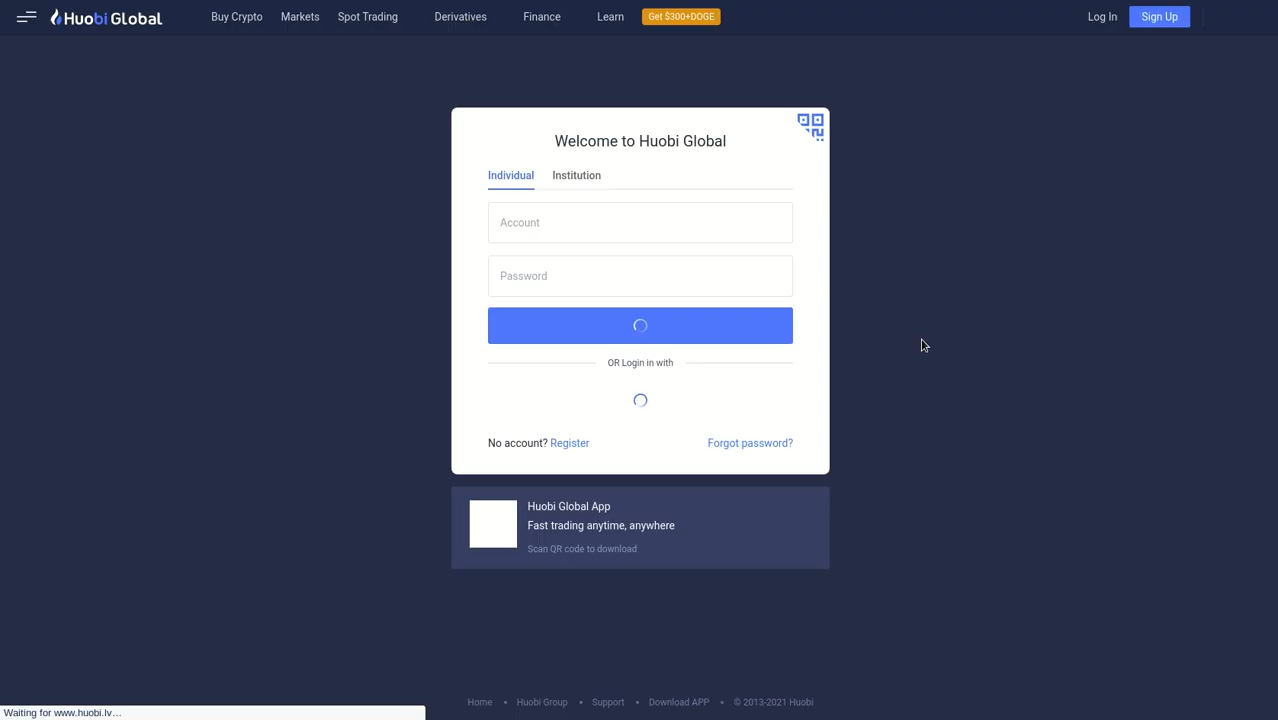 Huobi Global
Buy Crypto
Markets
Spot Trading
Derivatives
Finance
Learn
Get $300+DOGE
Log In
Sign Up
Welcome to Huobi Global
Individual
Institution
Account
Password
OR Login in with
No account? Register
Forgot password?
Huobi Global App
Fast trading anytime, anywhere
Scan QR code to download
Home • Huobi Group • Support • Download APP • © 2013-2021 Huobi
Waiting for www.huobi.lv…